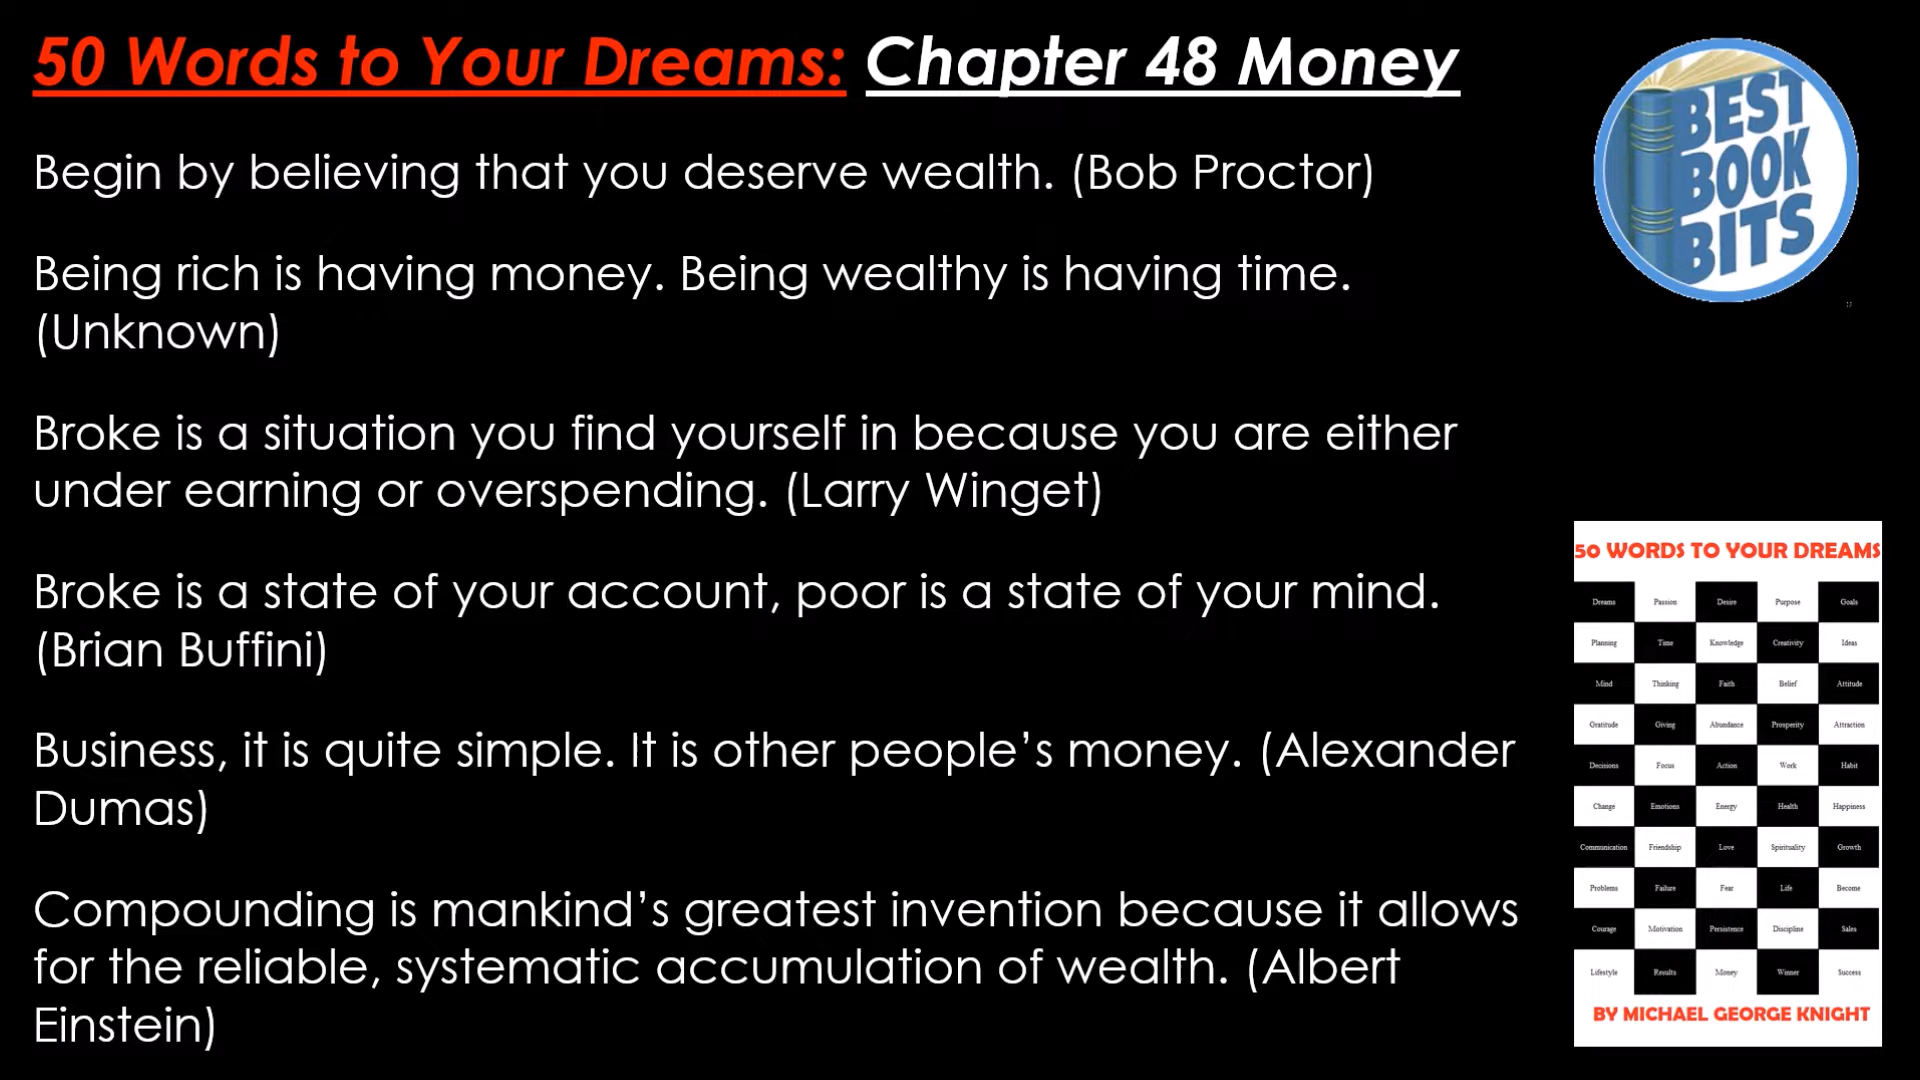 50 Words to Your Dreams: Chapter 48 Money
Begin by believing that you deserve wealth. (Bob Proctor)
Being rich is having money. Being wealthy is having time.
(Unknown)
Broke is a situation you find yourself in because you are either
under earning or overspending. (Larry Winget)
Broke is a state of your account, poor is a state of your mind.
(Brian Buffini)
Business, it is quite simple. It is other people’s money. (Alexander
Dumas)
Compounding is mankind’s greatest invention because it allows
for the reliable, systematic accumulation of wealth. (Albert
Einstein)
BEST
BOOK
BITS
50 WORDS TO YOUR DREAMS
Dreams Passion Desire Purpose Goals
Planning Time Knowledge Creativity Ideas
Mind Thinking Faith Belief Attitude
Gratitude Giving Abundance Prosperity Attraction
Decisions Focus Action Work Habit
Change Emotions Energy Health Happiness
Communication Friendship Love Spirituality Growth
Problems Failure Fear Life Become
Courage Motivation Persistence Discipline Sales
Lifestyle Results Money Winner Success
BY MICHAEL GEORGE KNIGHT